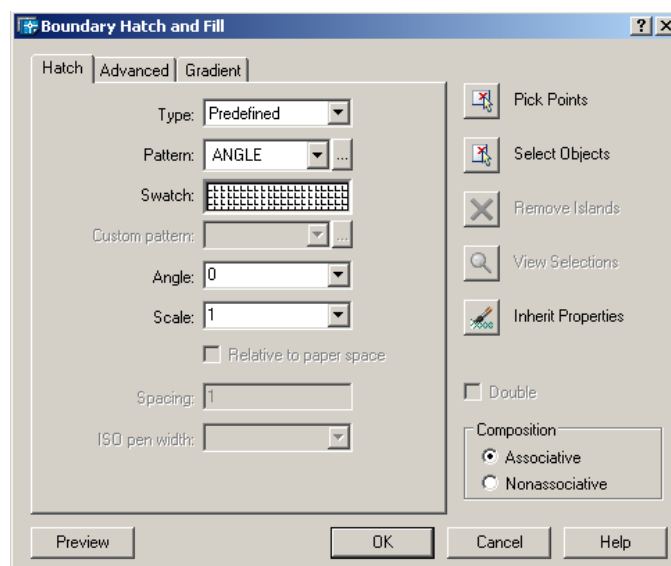 Boundary Hatch and Fill
Hatch Advanced Gradient
Type: Predefined
Pattern: ANGLE ...
Swatch:
Custom pattern: ...
Angle: 0
Scale: 1
Relative to paper space
Spacing: 1
ISO pen width:
Pick Points
Select Objects
Remove Islands
View Selections
Inherit Properties
Double
Composition
Associative
Nonassociative
Preview OK Cancel Help